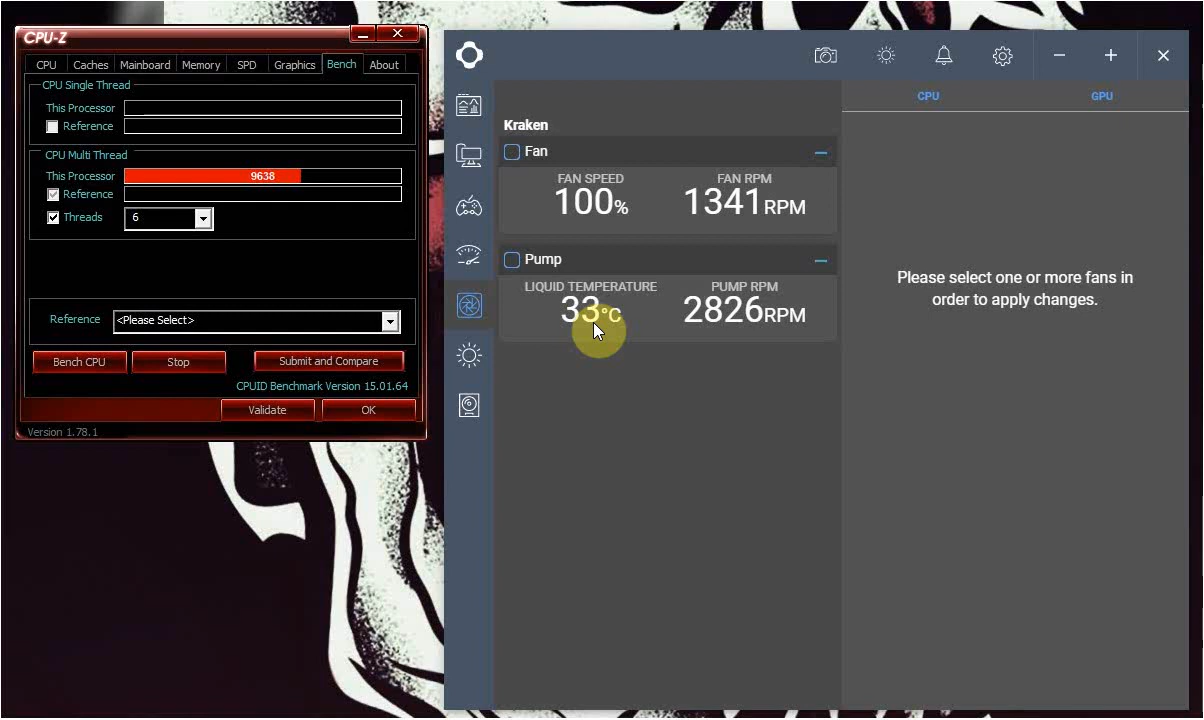 CPU-Z
CPU Caches Mainboard Memory SPD Graphics Bench About
CPU Single Thread
This Processor
Reference
CPU Multi Thread
This Processor 9638
Reference
Threads 6
Reference <Please Select>
Bench CPU Stop Submit and Compare
CPUID Benchmark Version 15.01.64
Validate OK
Version 1.78.1
Kraken
Fan
FAN SPEED FAN RPM
100% 1341RPM
Pump
LIQUID TEMPERATURE PUMP RPM
33°C 2826RPM
CPU GPU
Please select one or more fans in
order to apply changes.